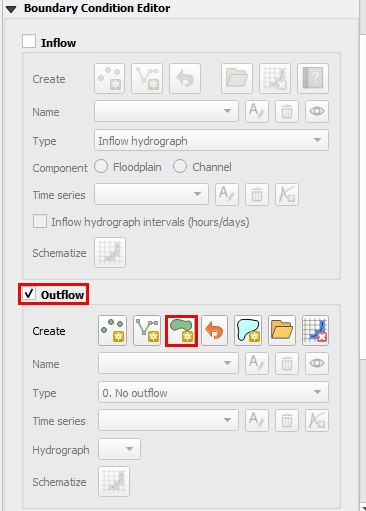 Boundary Condition Editor
Inflow
Create
Name
Type Inflow hydrograph
Component Floodplain Channel
Time series
Inflow hydrograph intervals (hours/days)
Schematize
Outflow
Create
Name
Type 0. No outflow
Time series
Hydrograph
Schematize